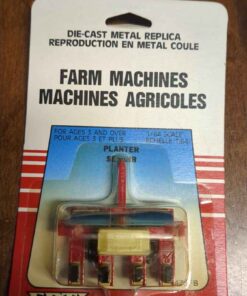 DIE-CAST METAL REPLICA
REPRODUCTION EN METAL COULE
FARM MACHINES
MACHINES AGRICOLES
FOR AGES 3 AND OVER
POUR AGES 3 ET PLUS
1/64 SCALE
ECHELLE 1:64
PLANTER